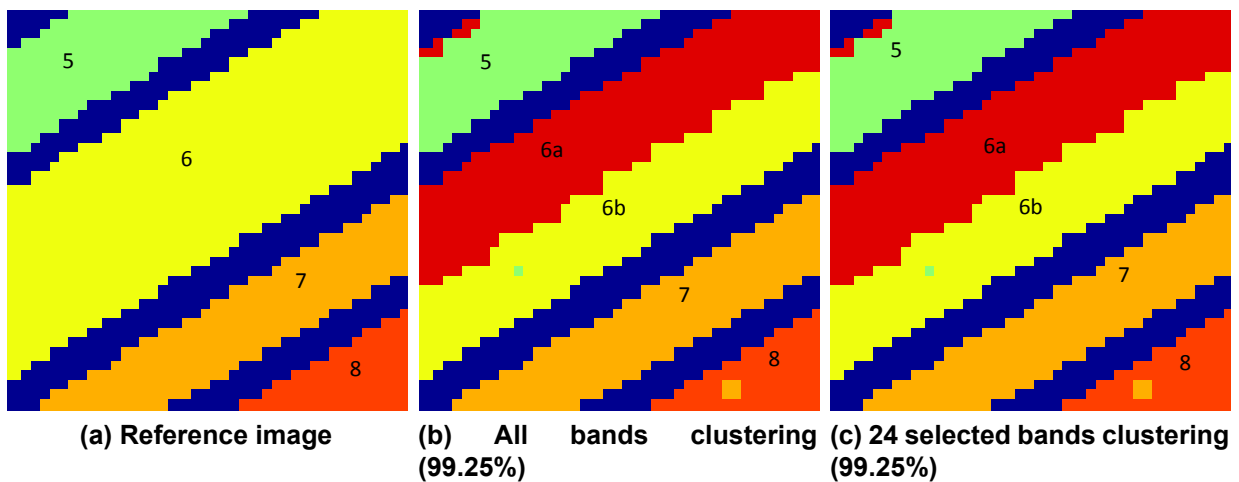 5
6
7
8
(a) Reference image
5
6a
6b
7
8
(b) All bands clustering
(99.25%)
5
6a
6b
7
8
(c) 24 selected bands clustering
(99.25%)